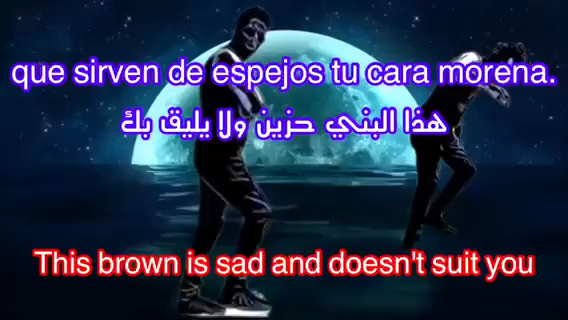 que sirven de espejos tu cara morena.
هذا البني حزين ولا يليق بك
This brown is sad and doesn't suit you